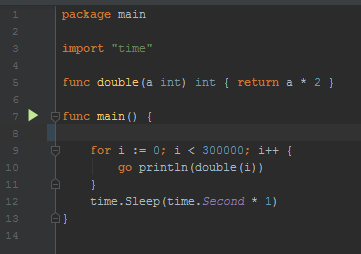 1 package main
2
3 import "time"
4
5 func double(a int) int { return a * 2 }
6
7 func main() {
8
9     for i := 0; i < 300000; i++ {
10         go println(double(i))
11     }
12     time.Sleep(time.Second * 1)
13 }
14